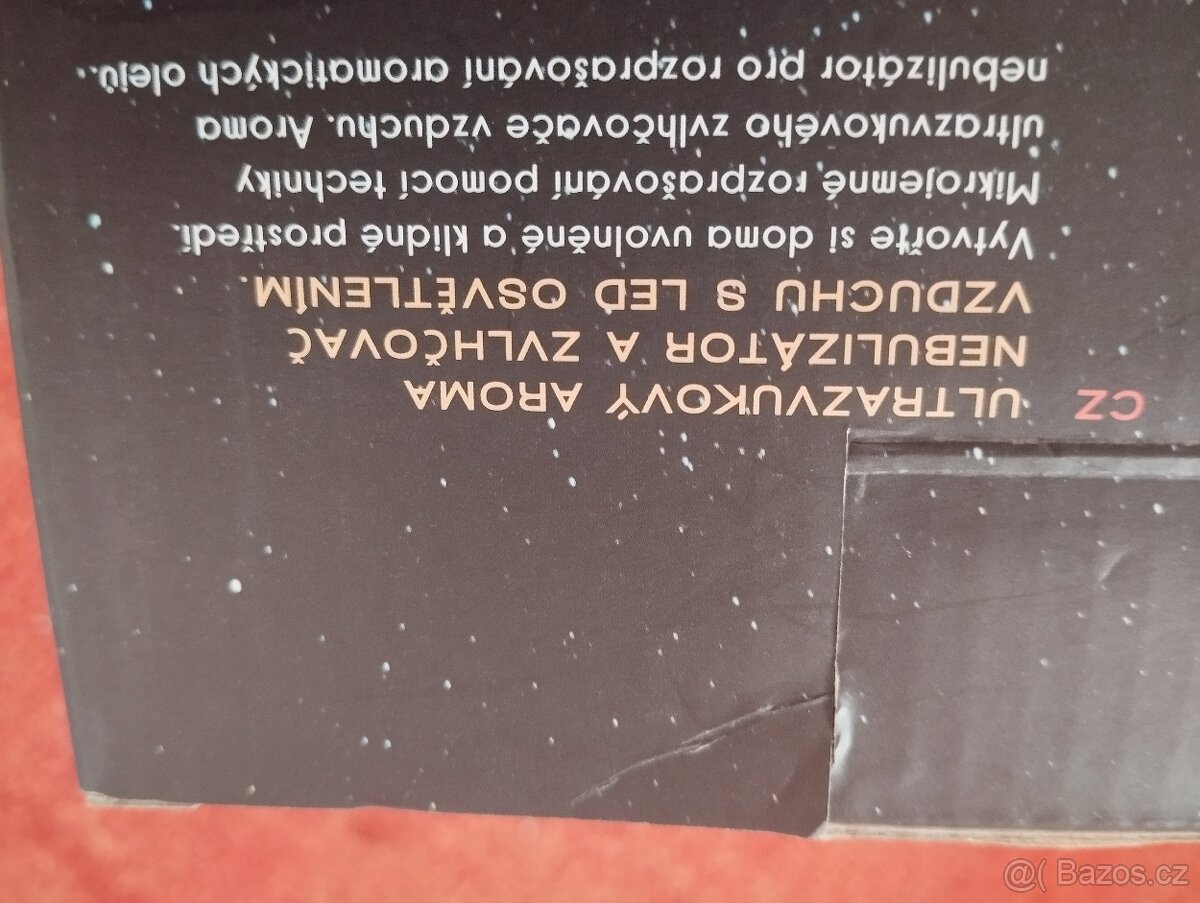 CZ ULTRAZVUKOVÝ AROMA
NEBULIZÁTOR A ZVLHČOVAČ
VZDUCHU S LED OSVĚTLENÍM.
Vytvořte si doma uvolněné a klidné prostředí.
Mikrojemné rozprašování pomocí techniky
ultrazvukového zvlhčovače vzduchu. Aroma
nebulizátor pro rozprašování aromatických olejů.
@( Bazos.cz